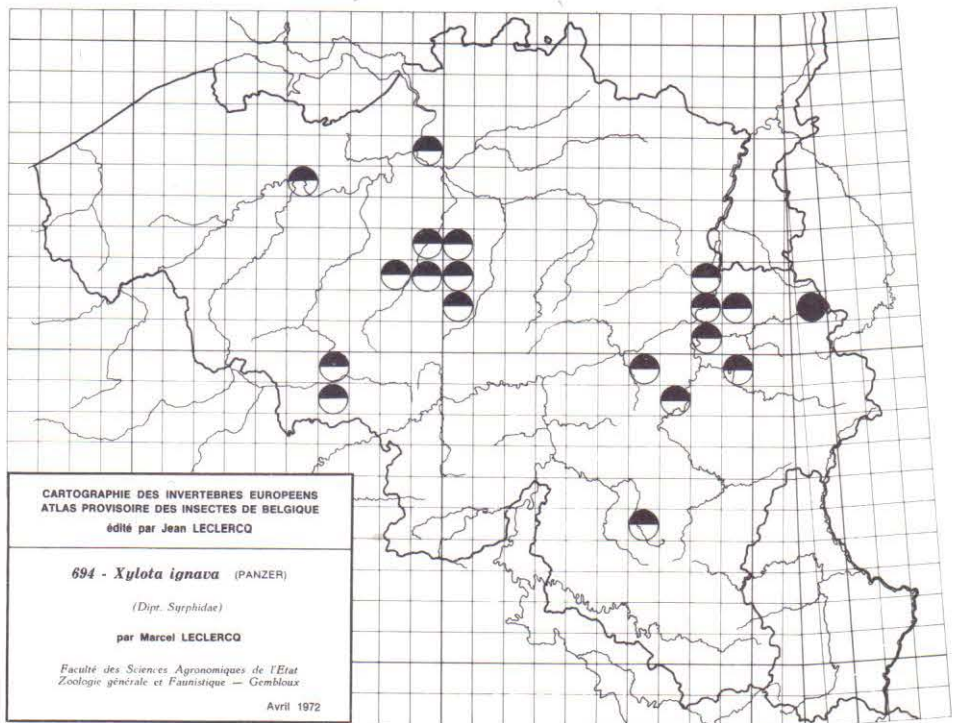 CARTOGRAPHIE DES INVERTEBRES EUROPEENS
ATLAS PROVISOIRE DES INSECTES DE BELGIQUE
édité par Jean LECLERCQ
694 - Xylota ignava (PANZER)
(Dipt. Syrphidae)
par Marcel LECLERCQ
Faculté des Sciences Agronomiques de l'Etat
Zoologie générale et Faunistique — Gembloux
Avril 1972